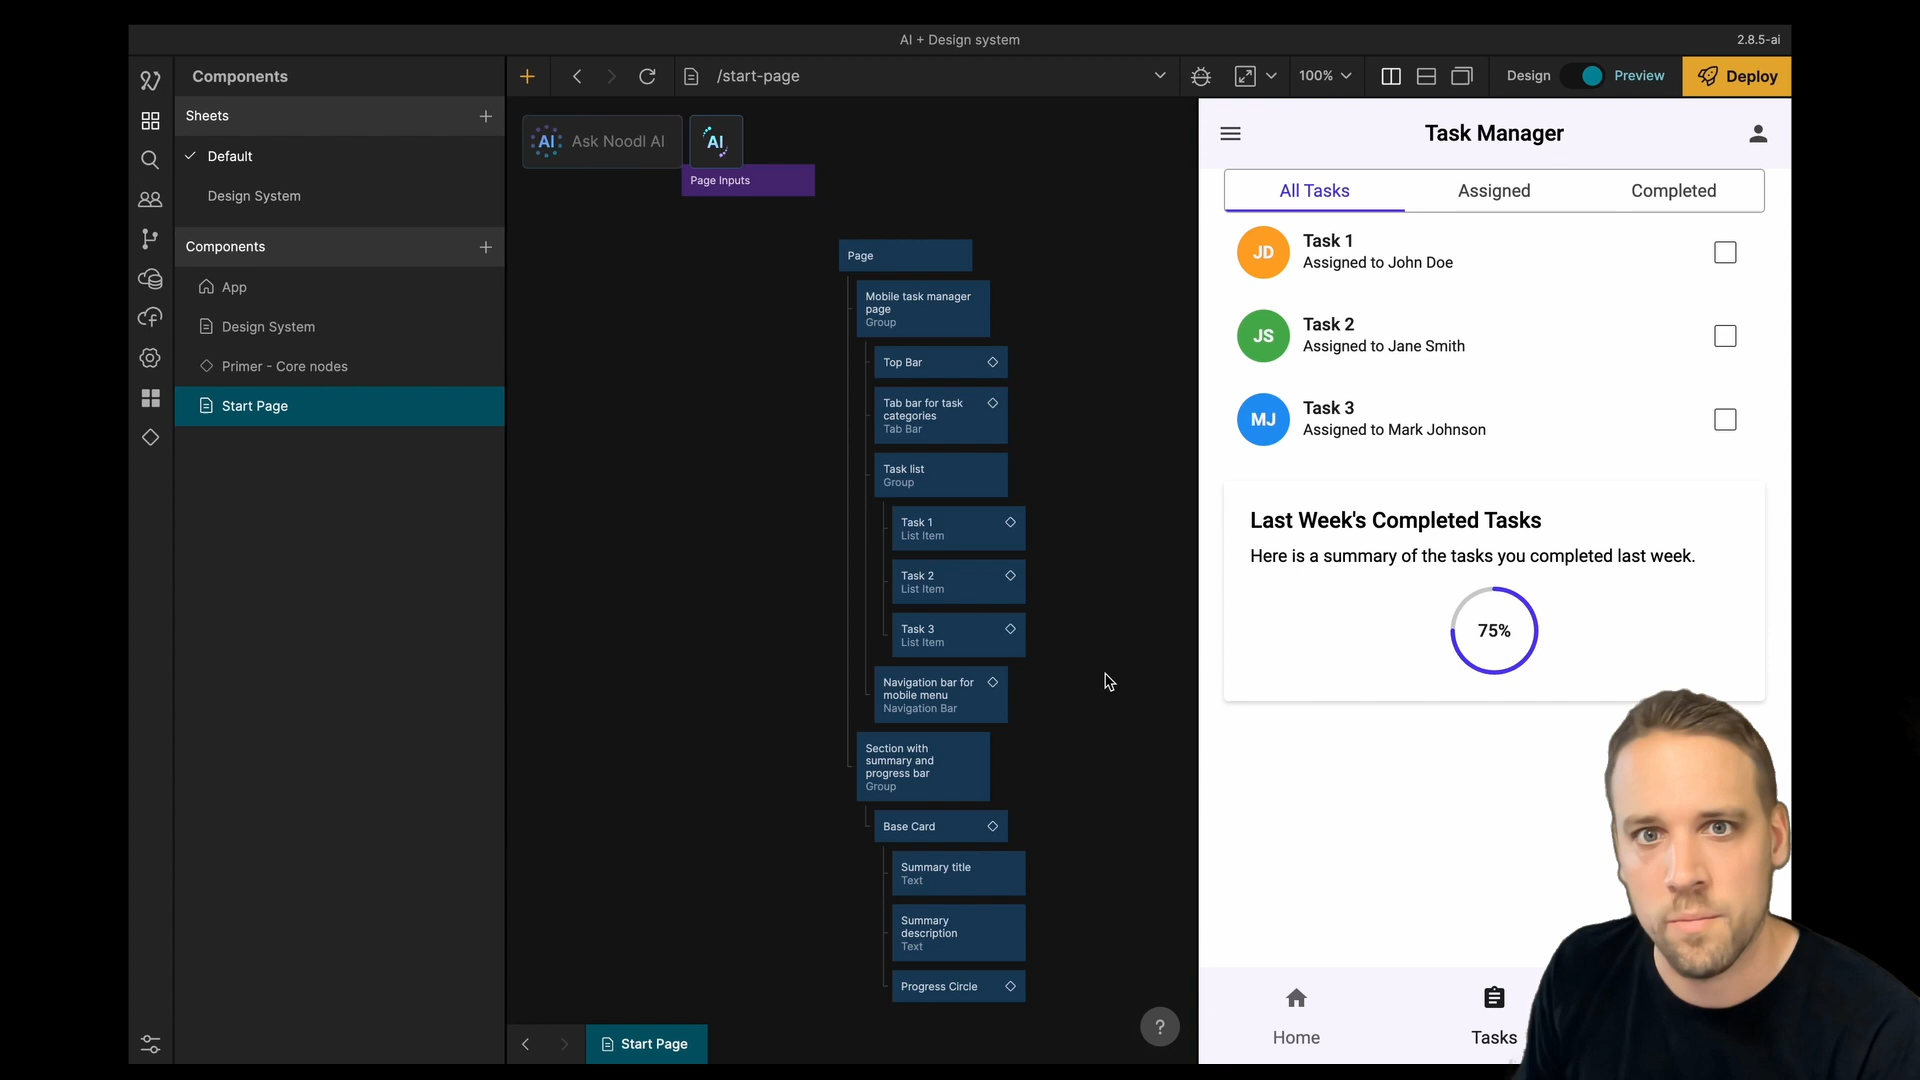 AI + Design system
2.8.5-ai
Components
/start-page
100%
Design
Preview
Deploy
Sheets
Default
Design System
Components
App
Design System
Primer - Core nodes
Start Page
AI
Ask Noodl AI
AI
Page Inputs
Page
Mobile task manager
page
Group
Top Bar
Tab bar for task
categories
Tab Bar
Task list
Group
Task 1
List Item
Task 2
List Item
Task 3
List Item
Navigation bar for
mobile menu
Navigation Bar
Section with
summary and
progress bar
Group
Base Card
Summary title
Text
Summary
description
Text
Progress Circle
?
Start Page
Task Manager
All Tasks
Assigned
Completed
JD
Task 1
Assigned to John Doe
JS
Task 2
Assigned to Jane Smith
MJ
Task 3
Assigned to Mark Johnson
Last Week's Completed Tasks
Here is a summary of the tasks you completed last week.
75%
Home
Tasks